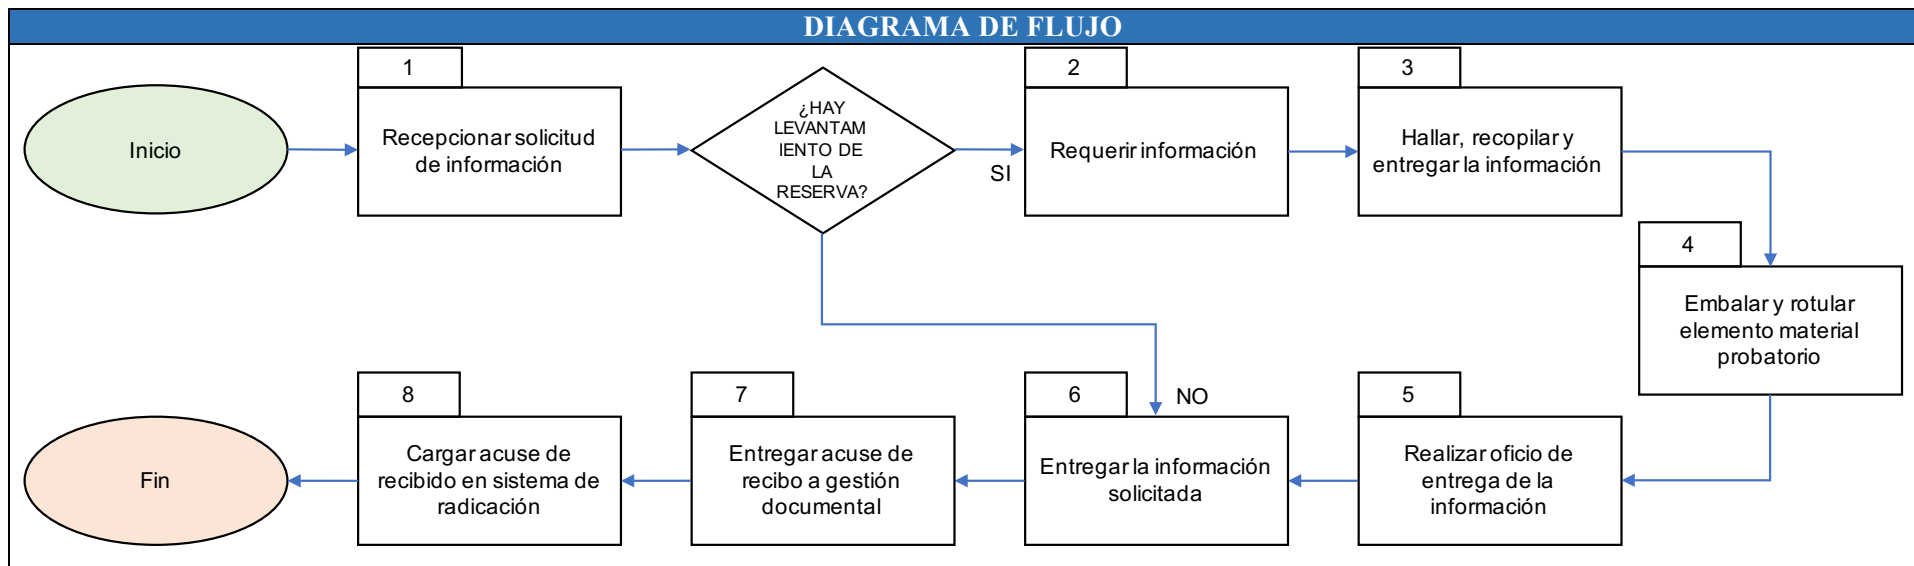 DIAGRAMA DE FLUJO
Inicio
1
Recepcionar solicitud
de información
¿HAY
LEVANTAM
IENTO DE
LA
RESERVA?
SI
2
Requerir información
3
Hallar, recopilar y
entregar la información
4
Embalar y rotular
elemento material
probatorio
NO
5
Realizar oficio de
entrega de la
información
6
Entregar la información
solicitada
7
Entregar acuse de
recibo a gestión
documental
8
Cargar acuse de
recibido en sistema de
radicación
Fin